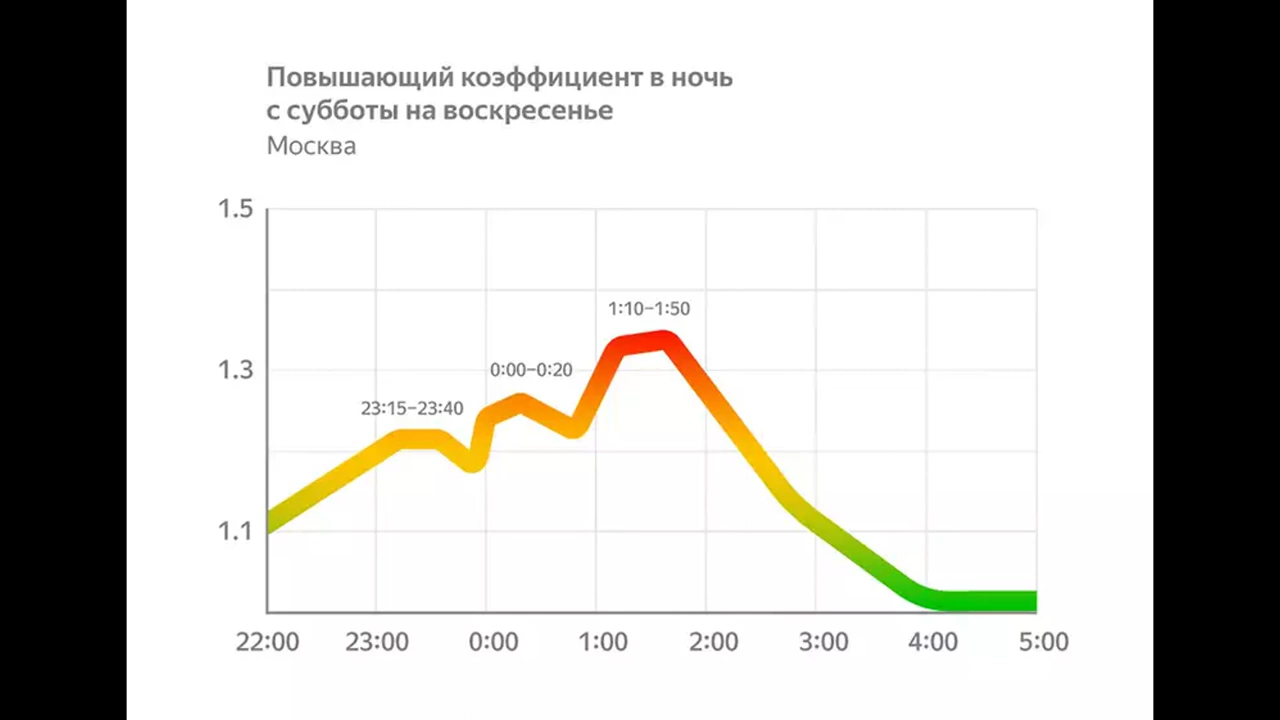 Повышающий коэффициент в ночь
с субботы на воскресенье
Москва
1.5
1:10–1:50
1.3
0:00–0:20
23:15–23:40
1.1
22:00 23:00 0:00 1:00 2:00 3:00 4:00 5:00